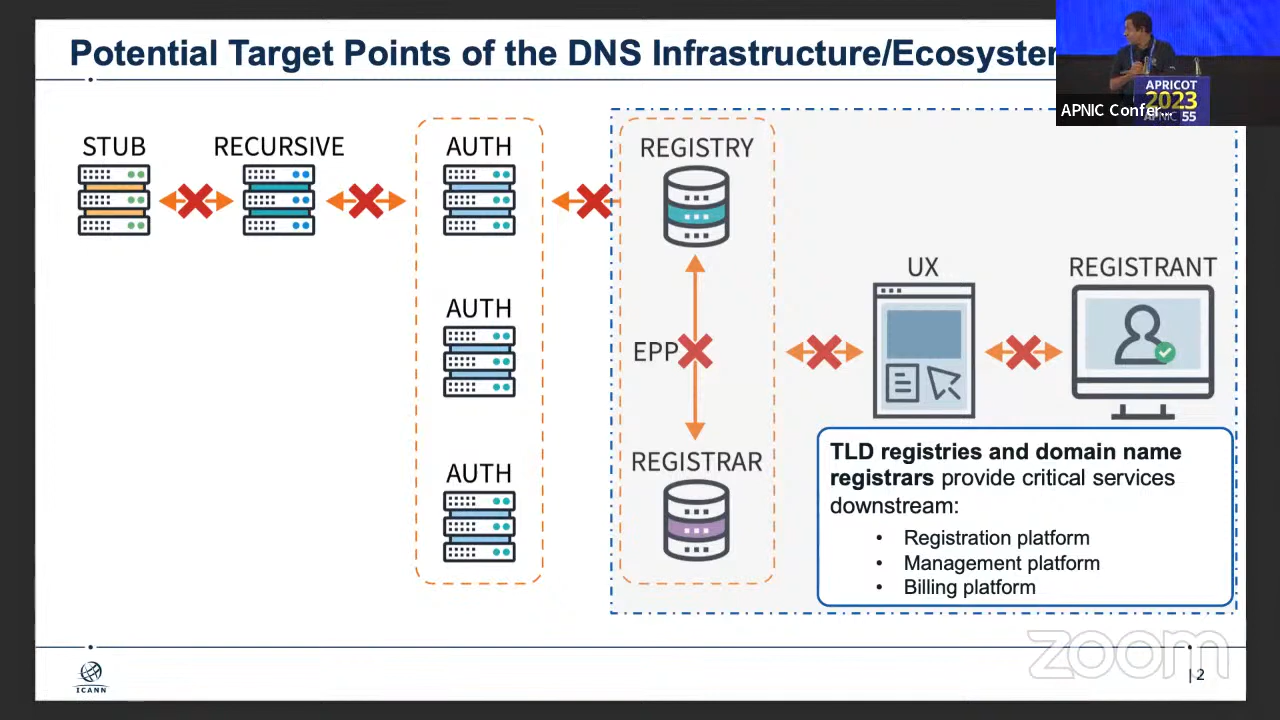 Potential Target Points of the DNS Infrastructure/Ecosyster
APRICOT
2023
APNIC 55
APNIC Confer...
STUB
RECURSIVE
AUTH
REGISTRY
AUTH
EPP
UX
REGISTRANT
AUTH
REGISTRAR
TLD registries and domain name
registrars provide critical services
downstream:
• Registration platform
• Management platform
• Billing platform
ICANN
zoom
| 2